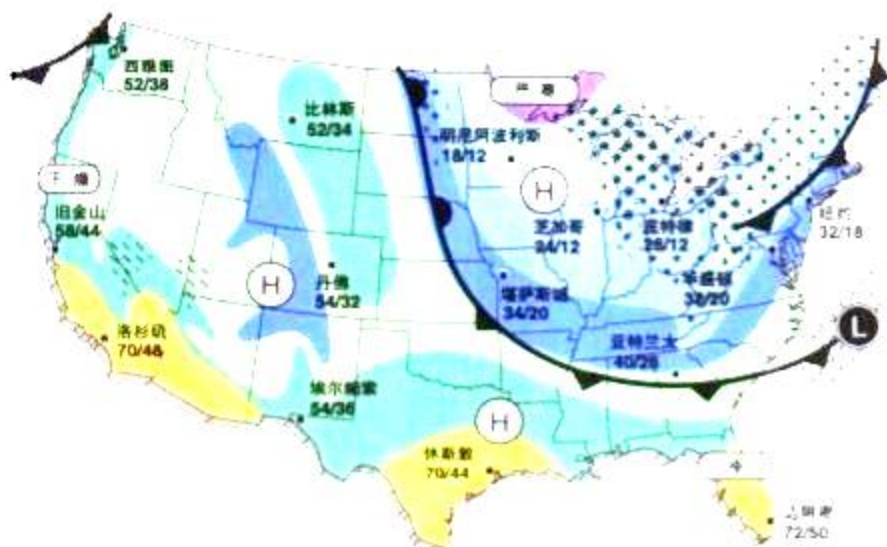 西雅图
52/38
比林斯
52/34
严寒
明尼阿波利斯
18/12
H
干燥
旧金山
58/44
芝加哥
24/12
底特律
28/12
纽约
32/18
H
丹佛
54/32
堪萨斯城
34/20
华盛顿
32/20
洛杉矶
70/48
亚特兰大
40/26
L
埃尔帕索
54/36
H
休斯敦
70/44
冷
72/50